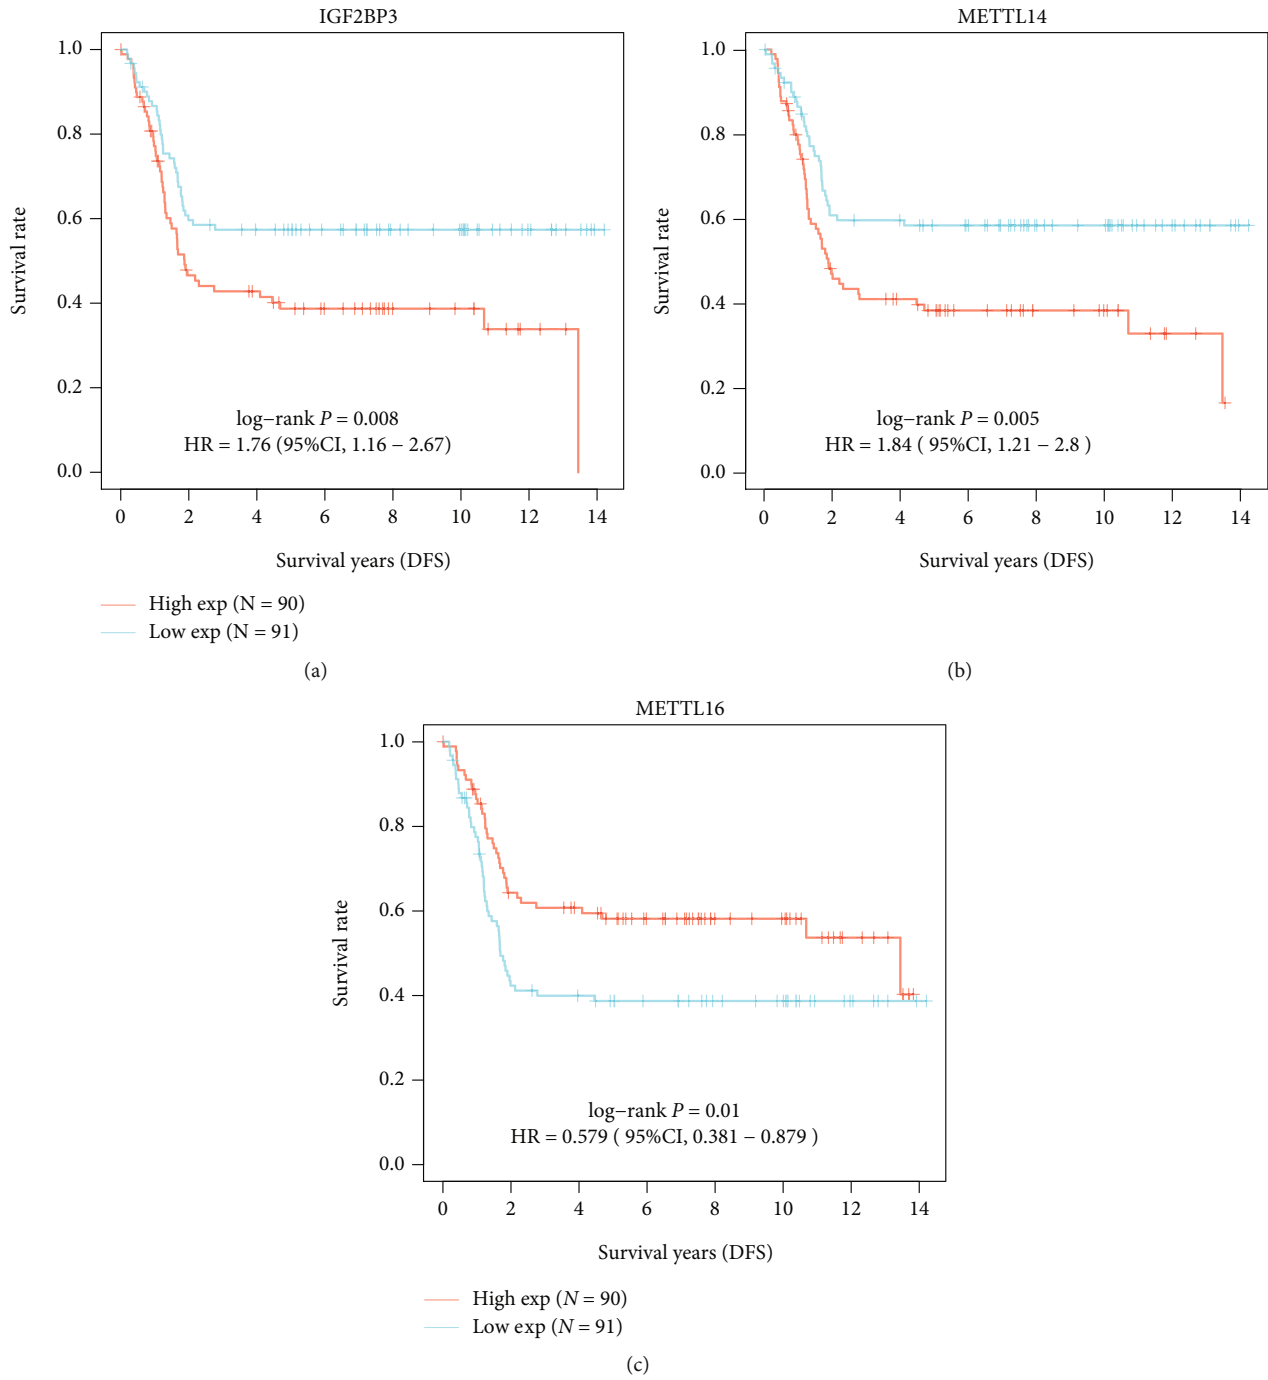 IGF2BP3
1.0
0.8
0.6
0.4
0.2
0.0
Survival rate
log−rank P = 0.008
HR = 1.76 (95%CI, 1.16 − 2.67)
0 2 4 6 8 10 12 14
Survival years (DFS)
High exp (N = 90)
Low exp (N = 91)
(a)
METTL14
1.0
0.8
0.6
0.4
0.2
0.0
Survival rate
log−rank P = 0.005
HR = 1.84 ( 95%CI, 1.21 − 2.8 )
0 2 4 6 8 10 12 14
Survival years (DFS)
(b)
METTL16
1.0
0.8
0.6
0.4
0.2
0.0
Survival rate
log−rank P = 0.01
HR = 0.579 ( 95%CI, 0.381 − 0.879 )
0 2 4 6 8 10 12 14
Survival years (DFS)
High exp (N = 90)
Low exp (N = 91)
(c)